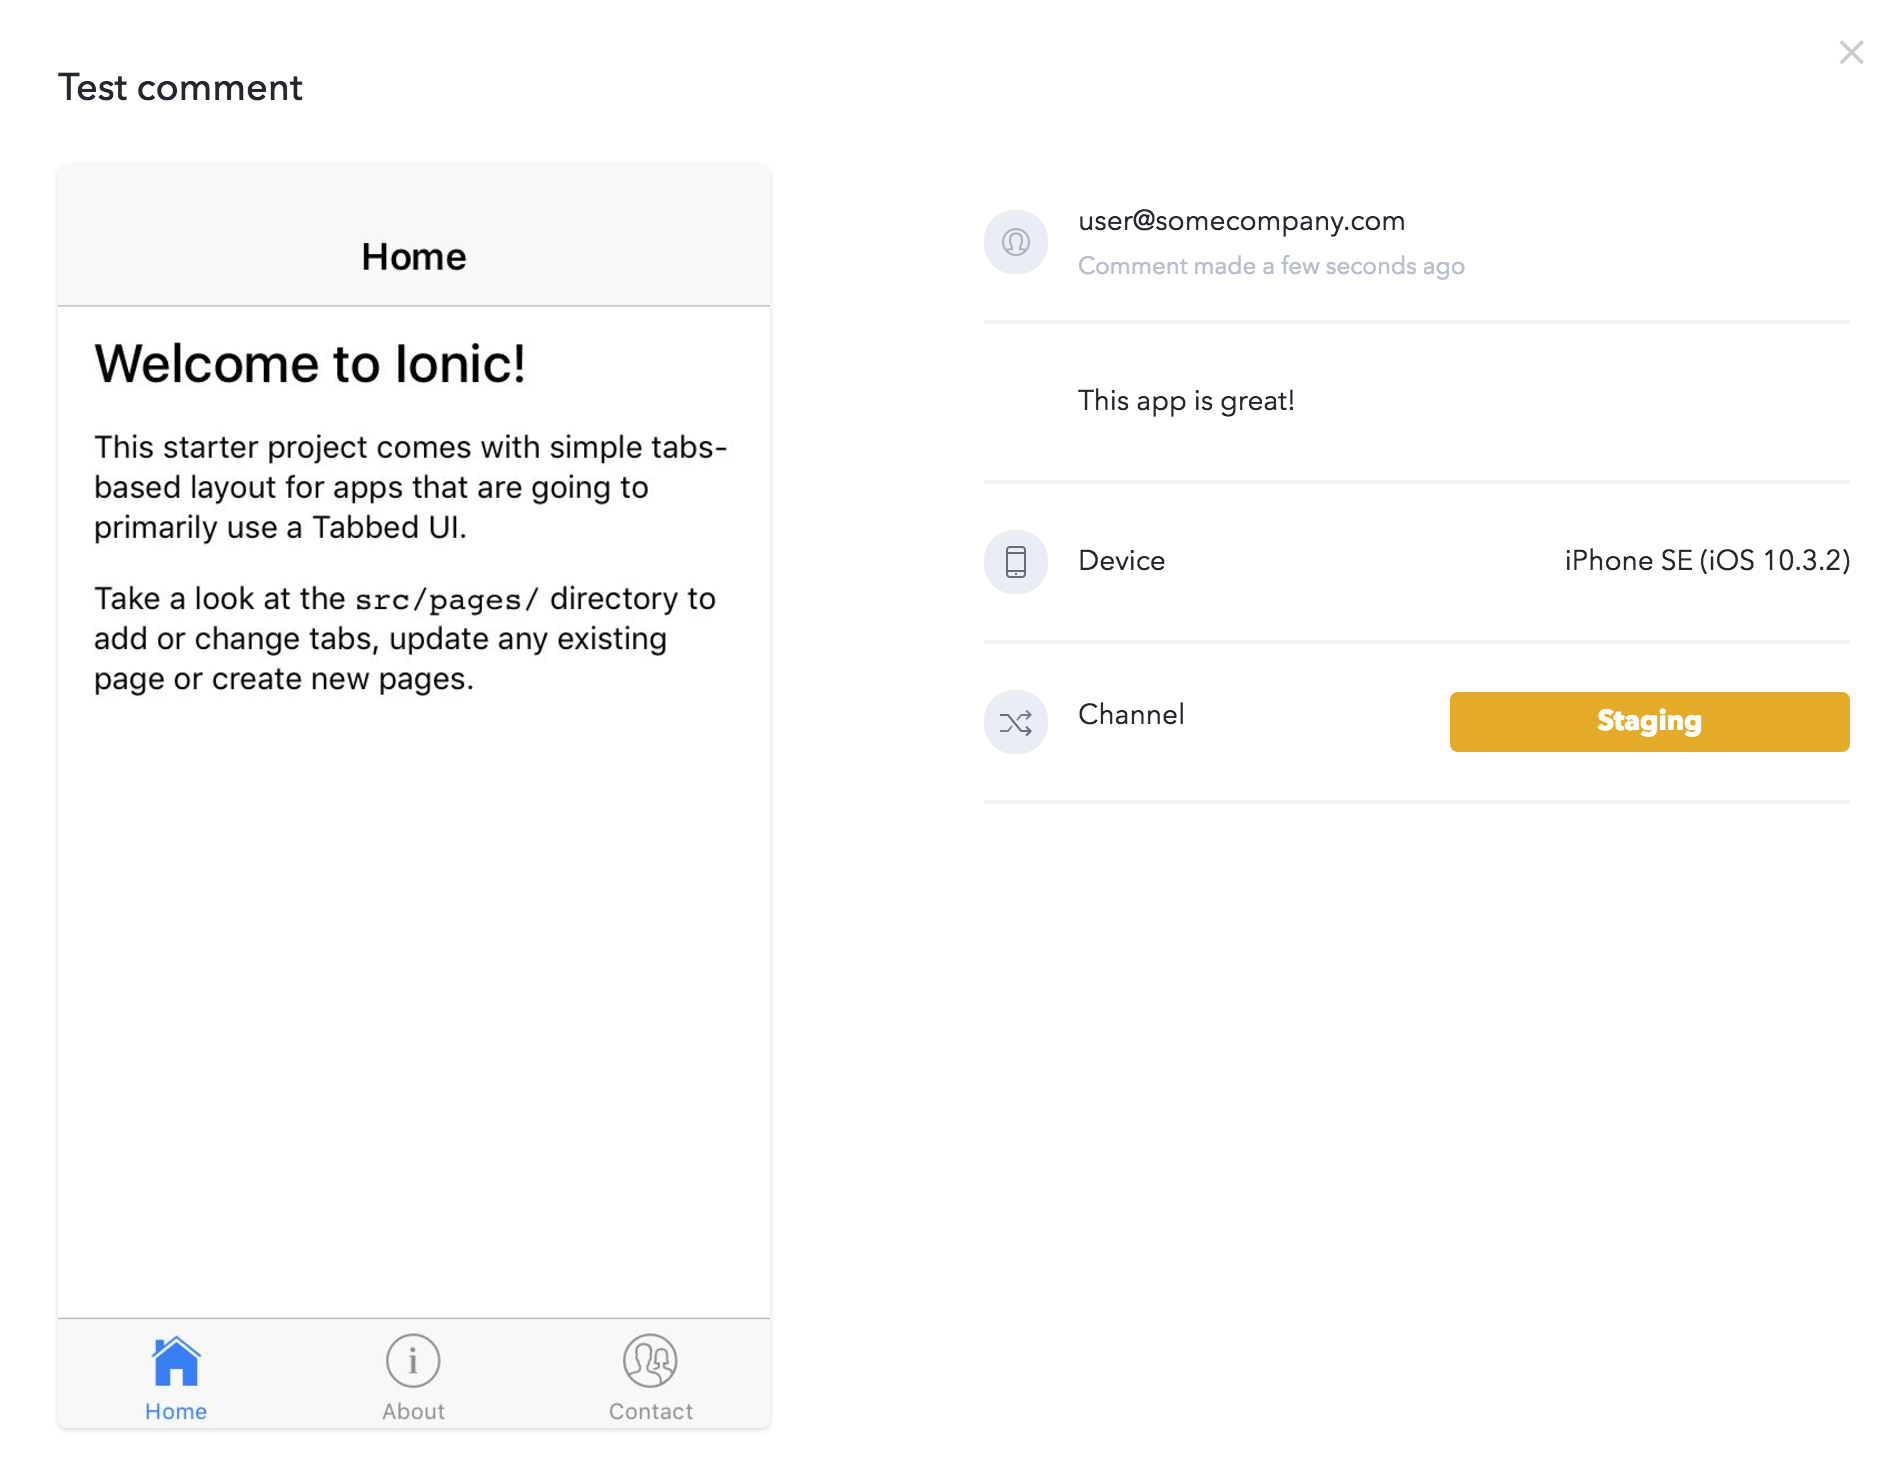 Test comment
Home
Welcome to Ionic!
This starter project comes with simple tabs-
based layout for apps that are going to
primarily use a Tabbed UI.
Take a look at the src/pages/ directory to
add or change tabs, update any existing
page or create new pages.
Home
About
Contact
user@somecompany.com
Comment made a few seconds ago
This app is great!
Device
iPhone SE (iOS 10.3.2)
Channel
Staging